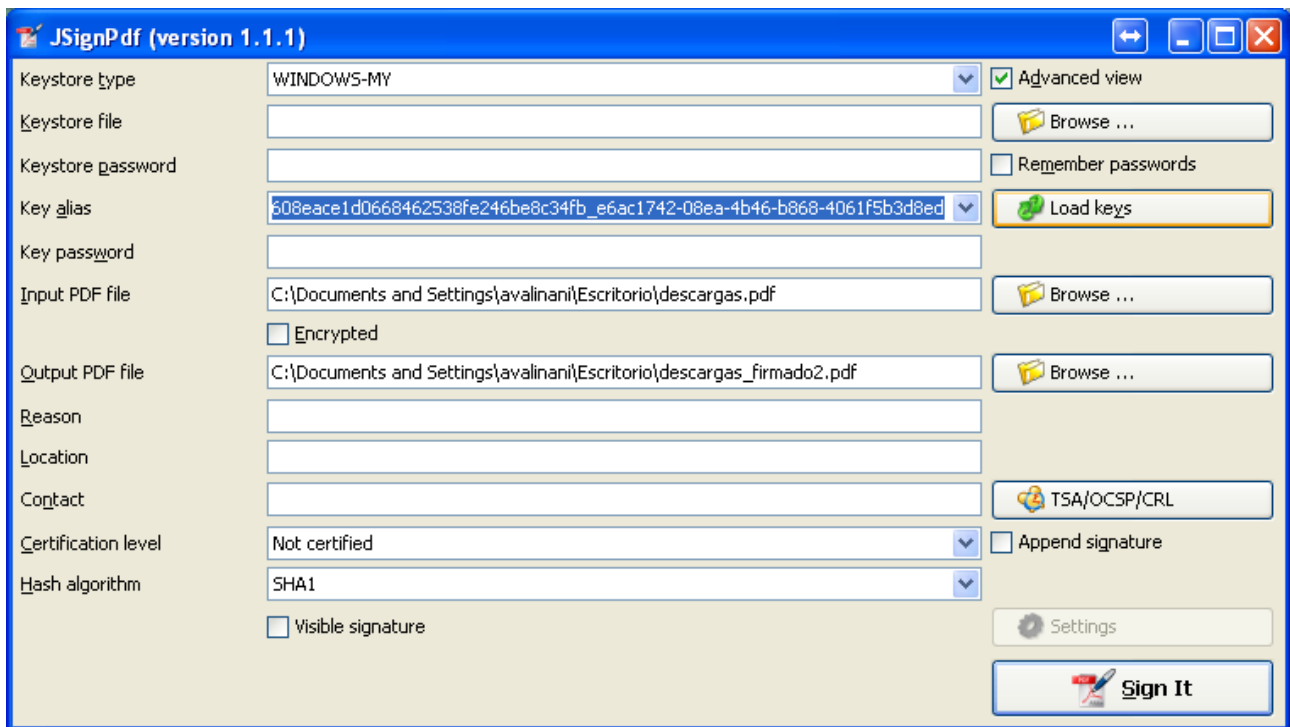 JSignPdf (version 1.1.1)
Keystore type WINDOWS-MY Advanced view
Keystore file Browse ...
Keystore password Remember passwords
Key alias 608eace1d0668462538fe246be8c34fb_e6ac1742-08ea-4b46-b868-4061f5b3d8ed Load keys
Key password
Input PDF file C:\Documents and Settings\avalinani\Escritorio\descargas.pdf Browse ...
Encrypted
Output PDF file C:\Documents and Settings\avalinani\Escritorio\descargas_firmado2.pdf Browse ...
Reason
Location
Contact TSA/OCSP/CRL
Certification level Not certified Append signature
Hash algorithm SHA1
Visible signature Settings
Sign It